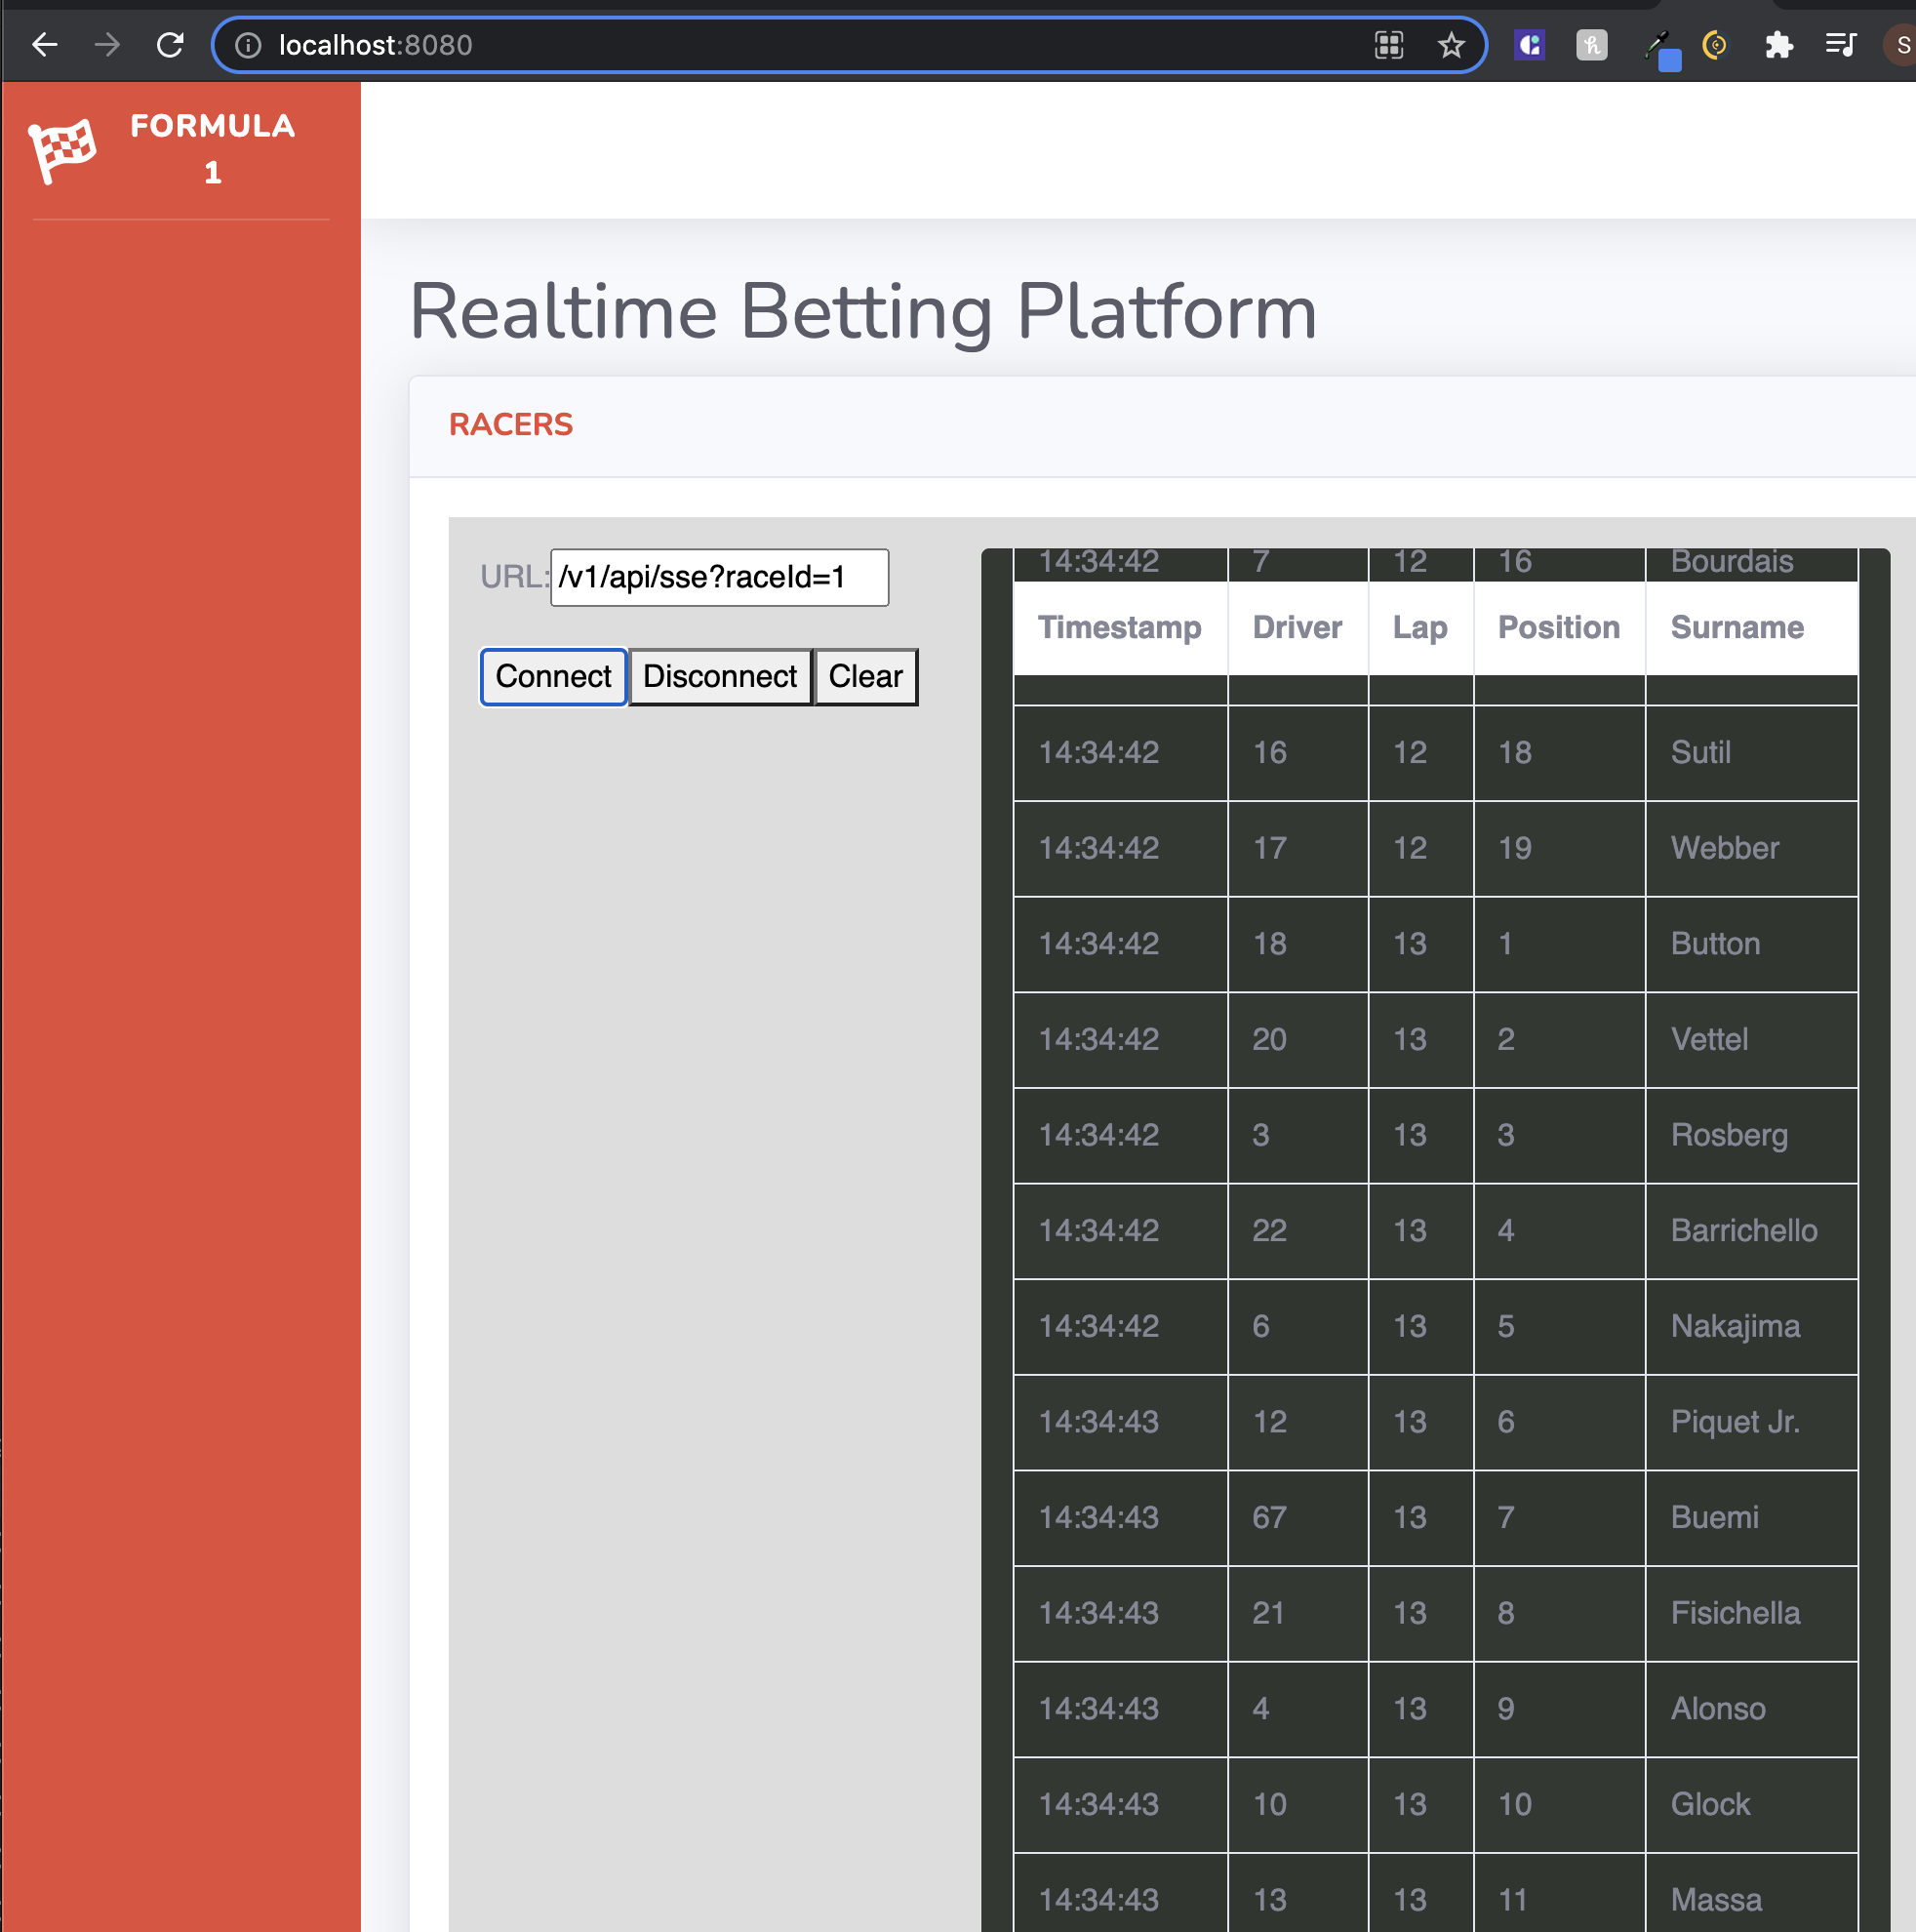 localhost:8080
S
FORMULA
1
Realtime Betting Platform
RACERS
URL: /v1/api/sse?raceId=1
Connect Disconnect Clear
14:34:42 7 12 16 Bourdais
Timestamp Driver Lap Position Surname
14:34:42 16 12 18 Sutil
14:34:42 17 12 19 Webber
14:34:42 18 13 1 Button
14:34:42 20 13 2 Vettel
14:34:42 3 13 3 Rosberg
14:34:42 22 13 4 Barrichello
14:34:42 6 13 5 Nakajima
14:34:43 12 13 6 Piquet Jr.
14:34:43 67 13 7 Buemi
14:34:43 21 13 8 Fisichella
14:34:43 4 13 9 Alonso
14:34:43 10 13 10 Glock
14:34:43 13 13 11 Massa